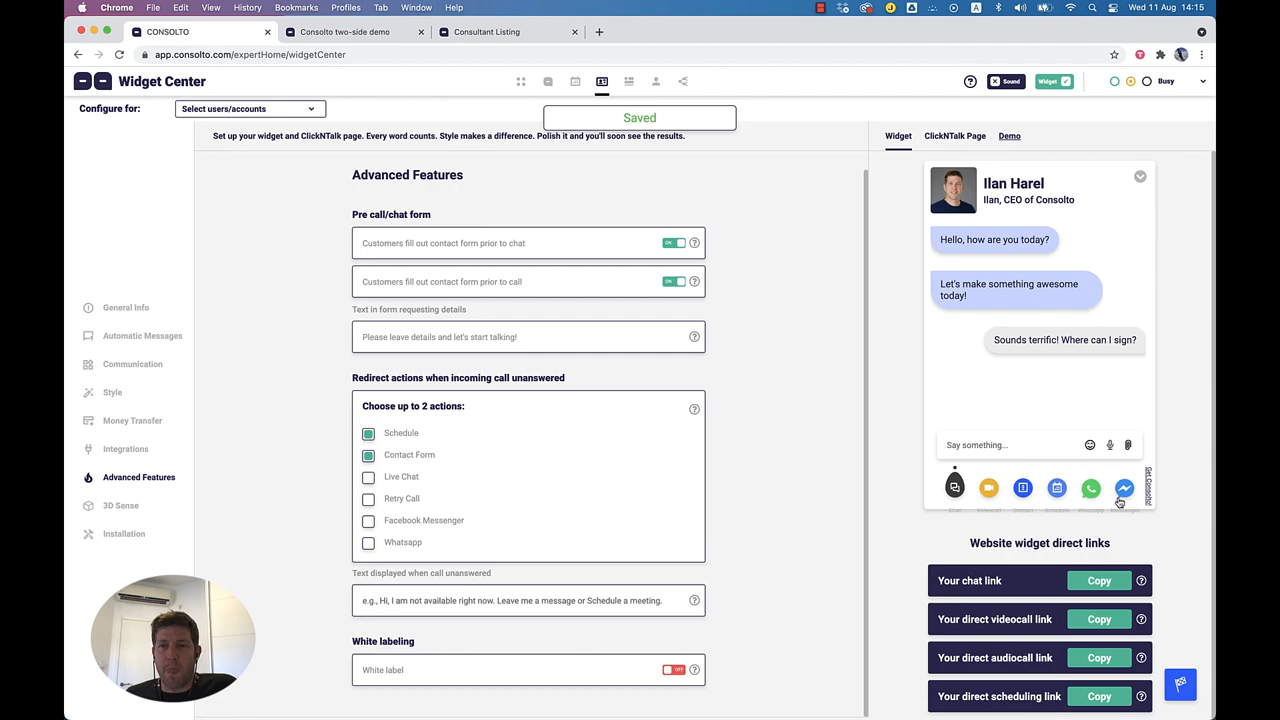 Chrome File Edit View History Bookmarks Profiles Tab Window Help Wed 11 Aug 14:15
CONSOLTO Consolto two-side demo Consultant Listing
app.consolto.com/expertHome/widgetCenter
Widget Center Sound Widget Busy
Configure for: Select users/accounts
Saved
Set up your widget and ClickNTalk page. Every word counts. Style makes a difference. Polish it and you'll soon see the results.
General Info
Automatic Messages
Communication
Style
Money Transfer
Integrations
Advanced Features
3D Sense
Installation
Advanced Features
Pre call/chat form
Customers fill out contact form prior to chat ON
Customers fill out contact form prior to call ON
Text in form requesting details
Please leave details and let's start talking!
Redirect actions when incoming call unanswered
Choose up to 2 actions:
Schedule
Contact Form
Live Chat
Retry Call
Facebook Messenger
Whatsapp
Text displayed when call unanswered
e.g., Hi, I am not available right now. Leave me a message or Schedule a meeting.
White labeling
White label OFF
Widget ClickNTalk Page Demo
Ilan Harel
Ilan, CEO of Consolto
Hello, how are you today?
Let's make something awesome
today!
Sounds terrific! Where can I sign?
Say something...
Get Consolto!
Website widget direct links
Your chat link Copy
Your direct videocall link Copy
Your direct audiocall link Copy
Your direct scheduling link Copy